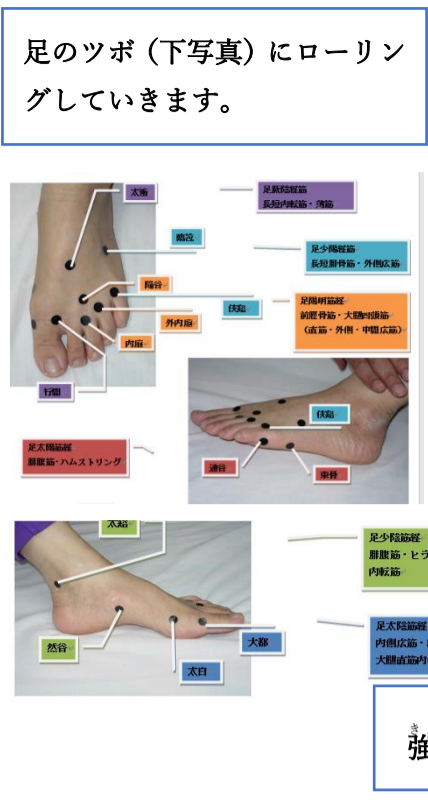 足のツボ（下写真）にローリン
グしていきます。
太衝
足厥陰経筋
長短内転筋・薄筋
臨泣
足少陽経筋
長短腓骨筋・外側広筋
陥谷
侠谿
足陽明筋経
前脛骨筋・大腿四頭筋
（直筋・外側・中間広筋）
外内庭
内庭
行間
侠谿
足太陽筋経
腓腹筋・ハムストリング
通谷
束骨
太谿
足少陰筋経
腓腹筋・ヒラ
内転筋
足太陰筋経
内側広筋・
大腿直筋内
大都
然谷
太白
強